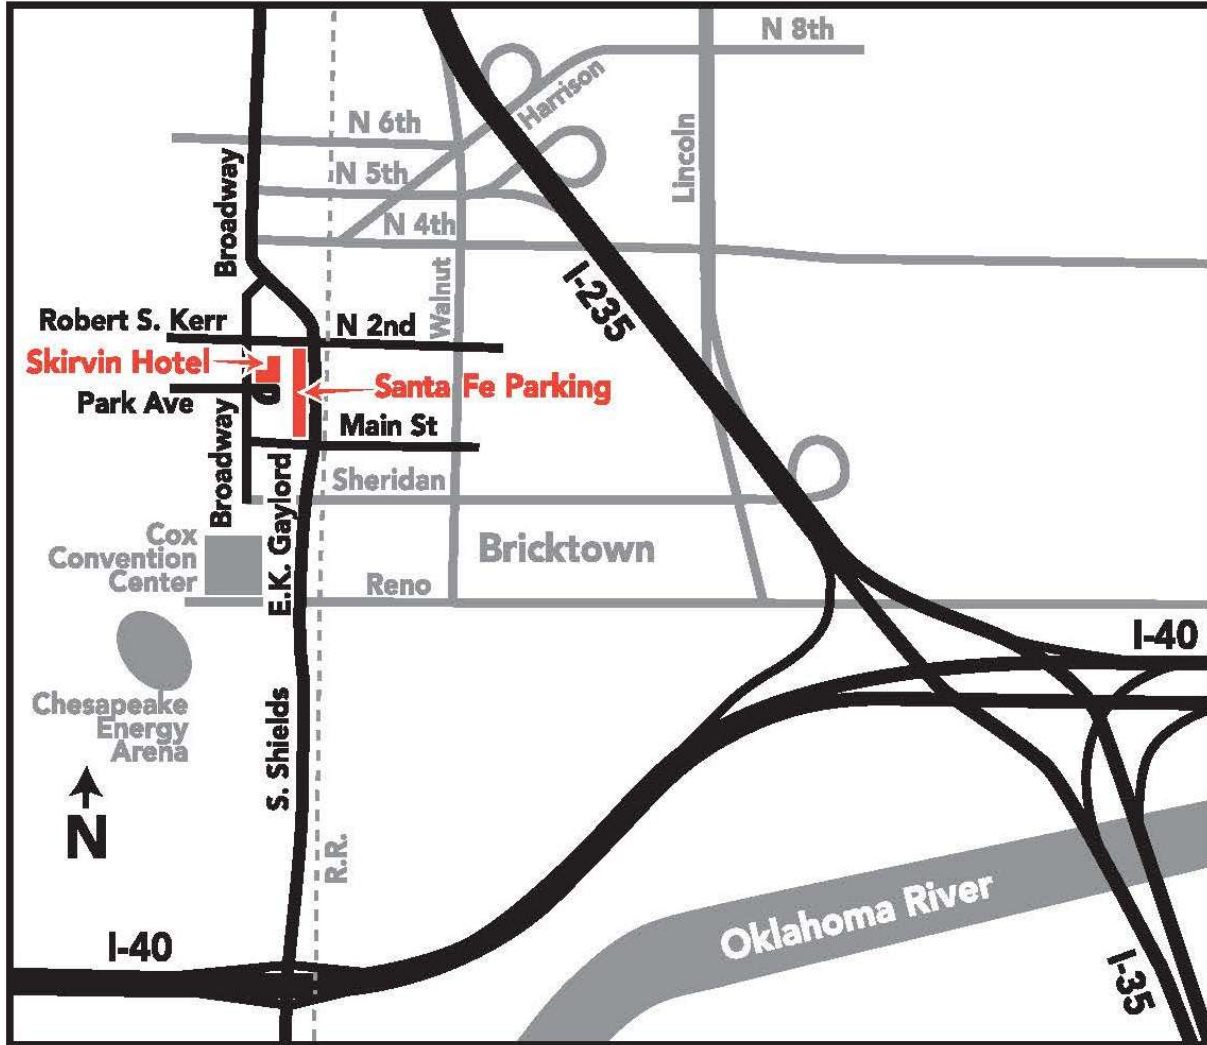 N 8th
Harrison
N 6th
Lincoln
N 5th
Broadway
N 4th
Walnut
I-235
Robert S. Kerr
N 2nd
Skirvin Hotel
Santa Fe Parking
Park Ave
Main St
Broadway
E.K. Gaylord
Sheridan
Cox
Convention
Center
Bricktown
Reno
I-40
Chesapeake
Energy
Arena
S. Shields
N
R.R.
Oklahoma River
I-40
I-35